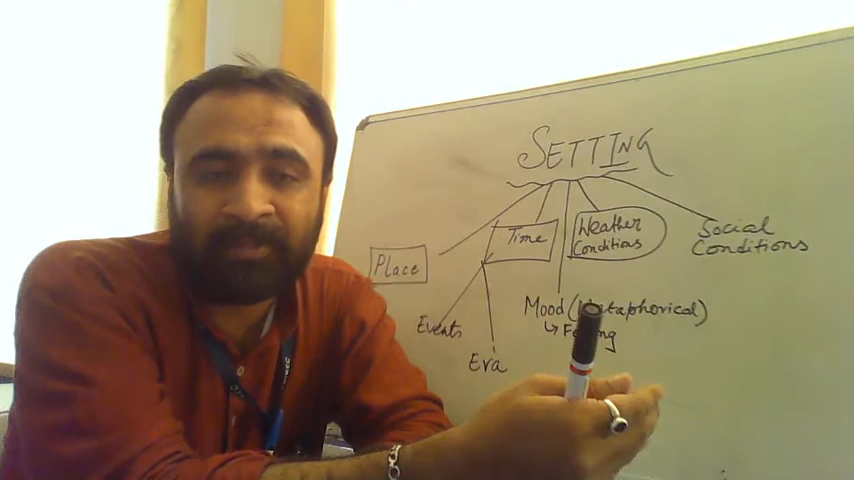 SETTING
Place
Time
Weather
Conditions
Social
Conditions
Mood (Metaphorical)
↳ Feeling
Events
Era